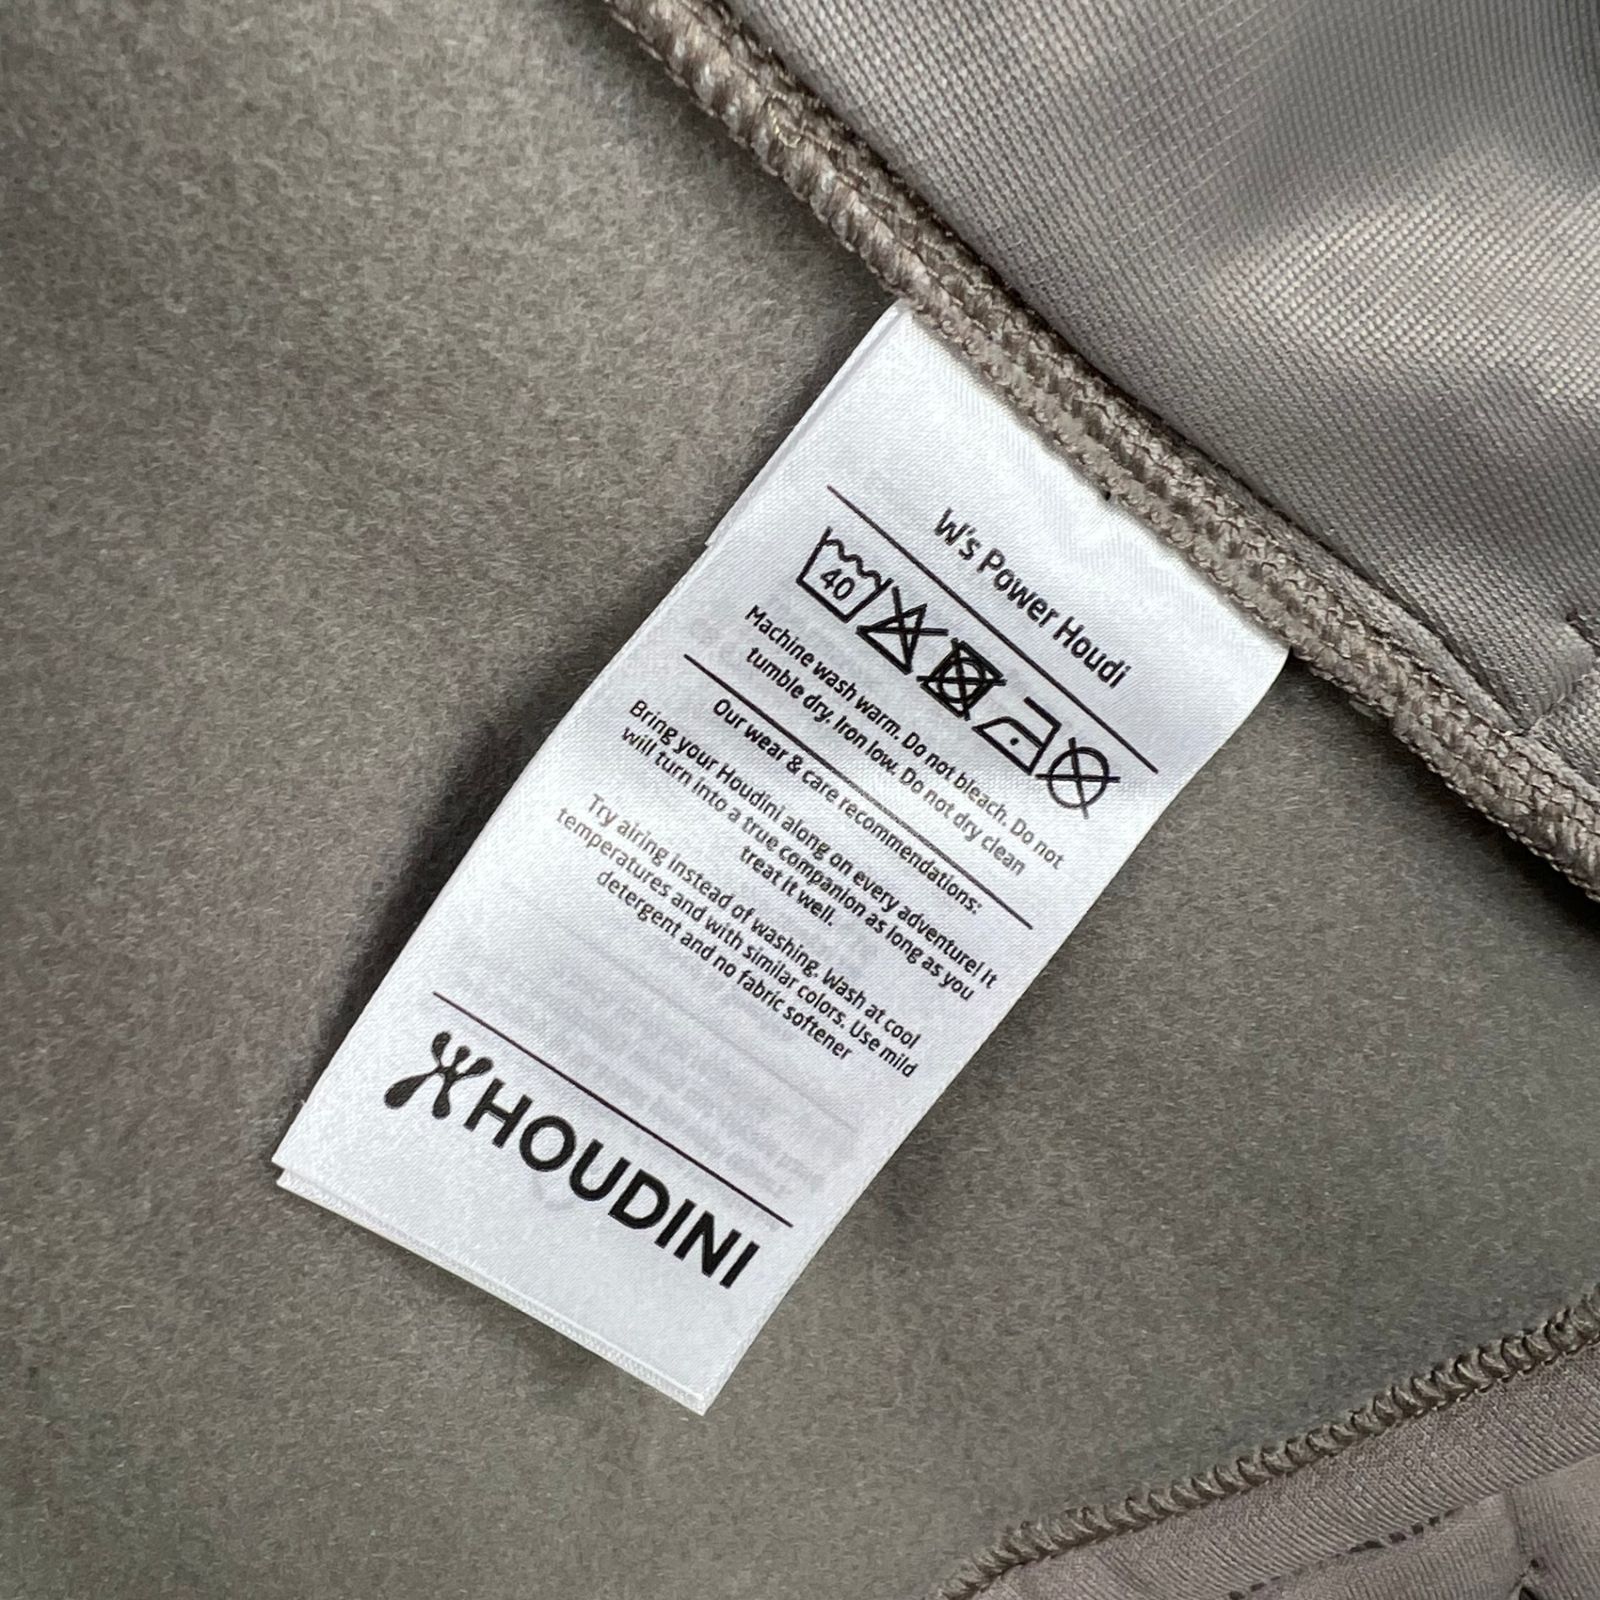 W's Power Houdi
40
Machine wash warm. Do not bleach. Do not
tumble dry. Iron low. Do not dry clean
Our wear & care recommendations:
Bring your Houdini along on every adventure! It
will turn into a true companion as long as you
treat it well.
Try airing instead of washing. Wash at cool
temperatures and with similar colors. Use mild
detergent and no fabric softener
HOUDINI